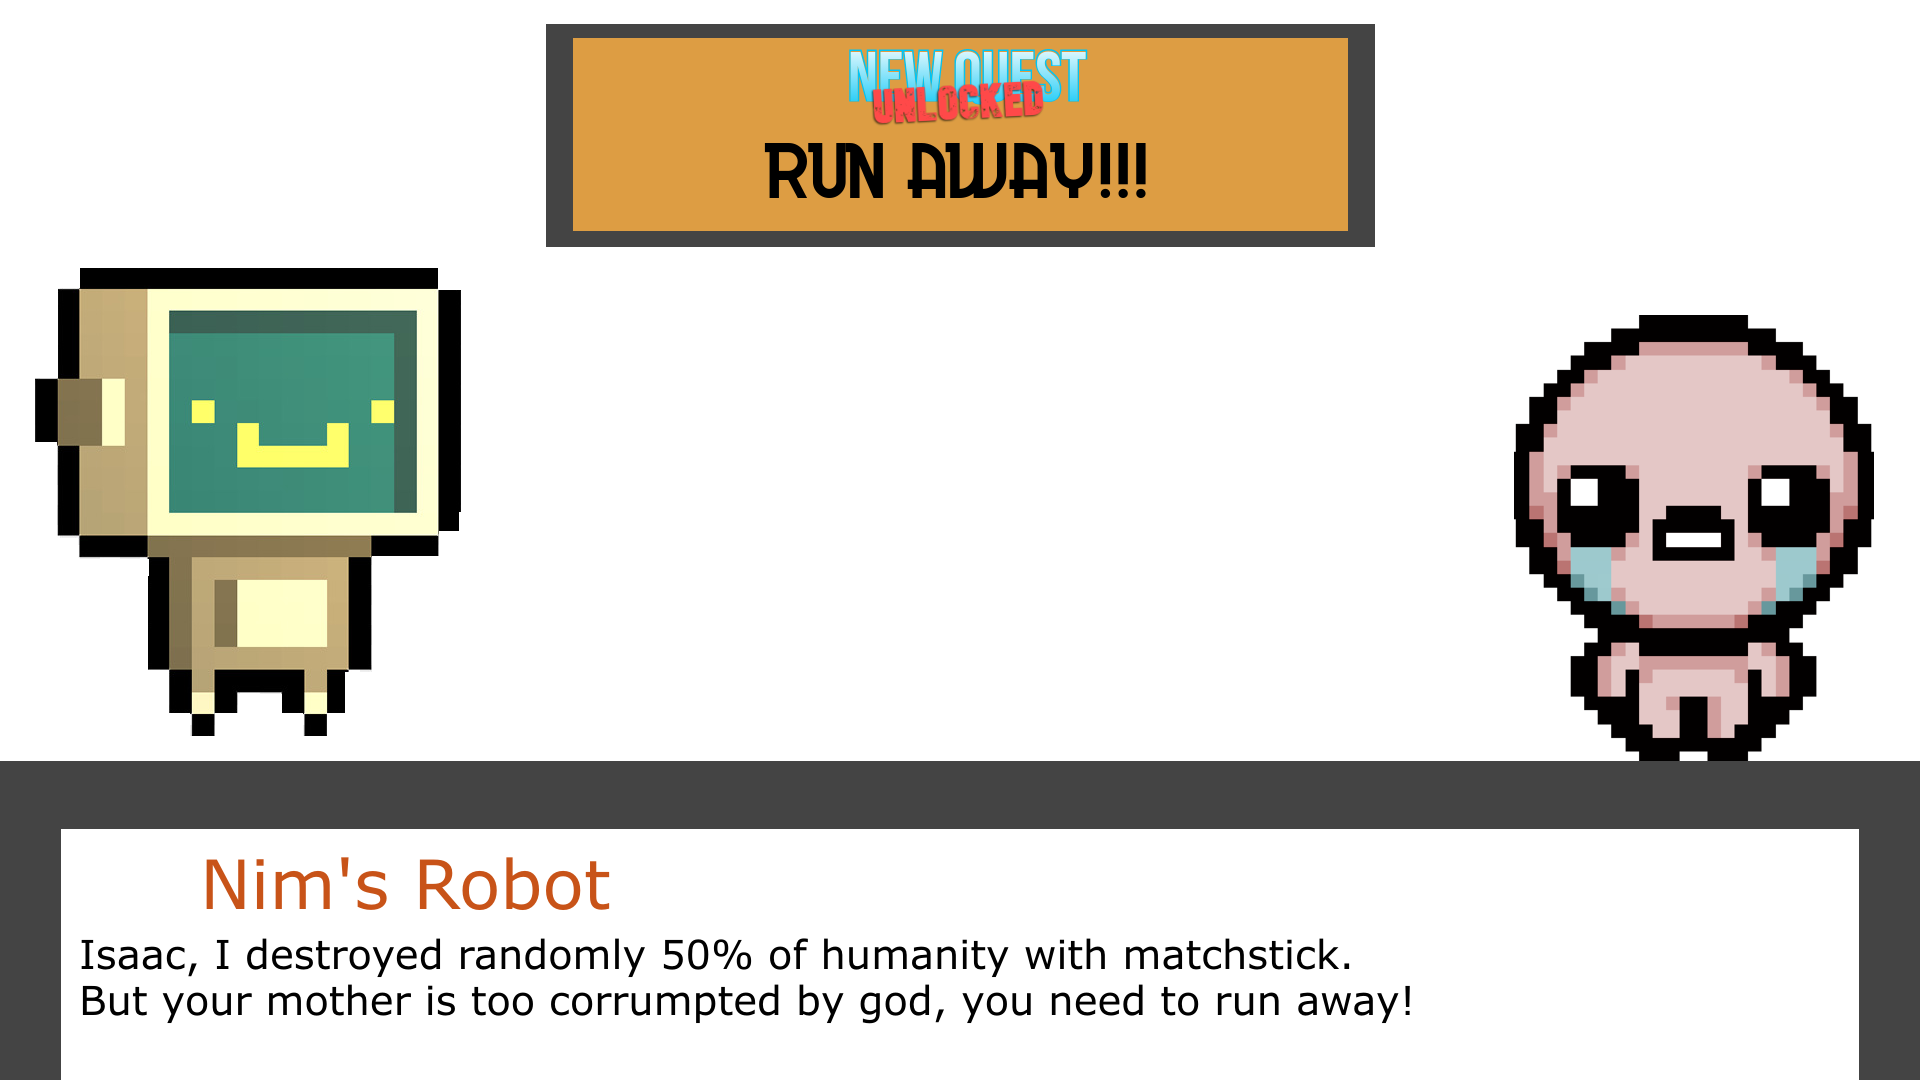 NEW QUEST
UNLOCKED
RUN AWAY!!!
Nim's Robot
Isaac, I destroyed randomly 50% of humanity with matchstick.
But your mother is too corrumpted by god, you need to run away!